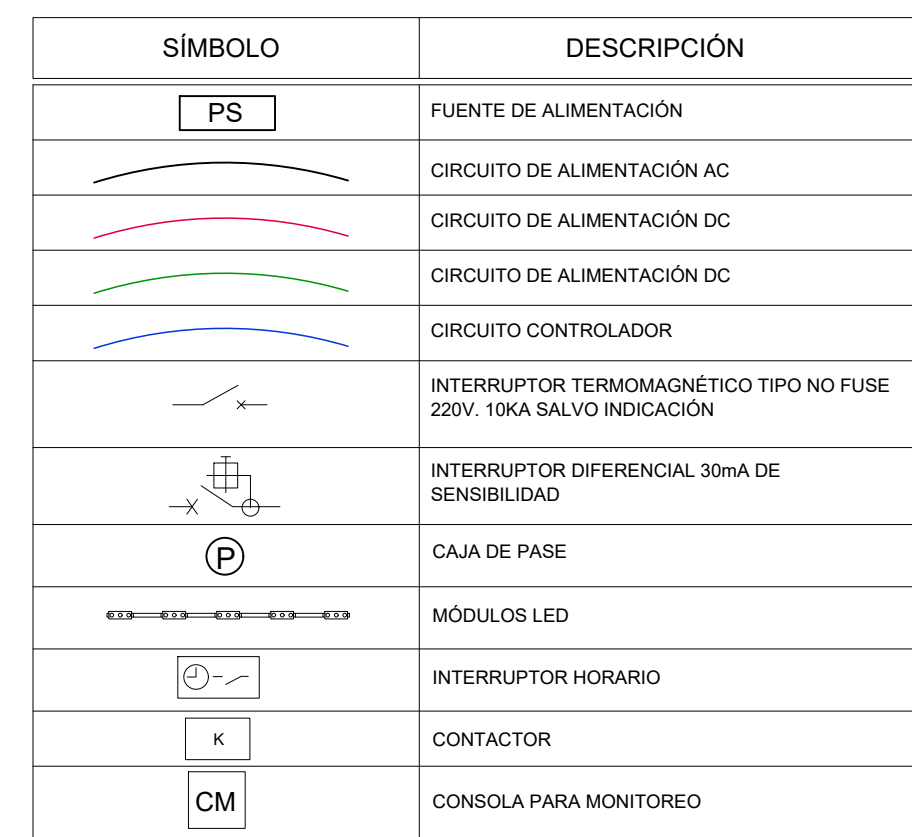 SÍMBOLO DESCRIPCIÓN
PS FUENTE DE ALIMENTACIÓN
CIRCUITO DE ALIMENTACIÓN AC
CIRCUITO DE ALIMENTACIÓN DC
CIRCUITO DE ALIMENTACIÓN DC
CIRCUITO CONTROLADOR
INTERRUPTOR TERMOMAGNÉTICO TIPO NO FUSE
220V. 10KA SALVO INDICACIÓN
INTERRUPTOR DIFERENCIAL 30mA DE
SENSIBILIDAD
P CAJA DE PASE
MÓDULOS LED
INTERRUPTOR HORARIO
K CONTACTOR
CM CONSOLA PARA MONITOREO